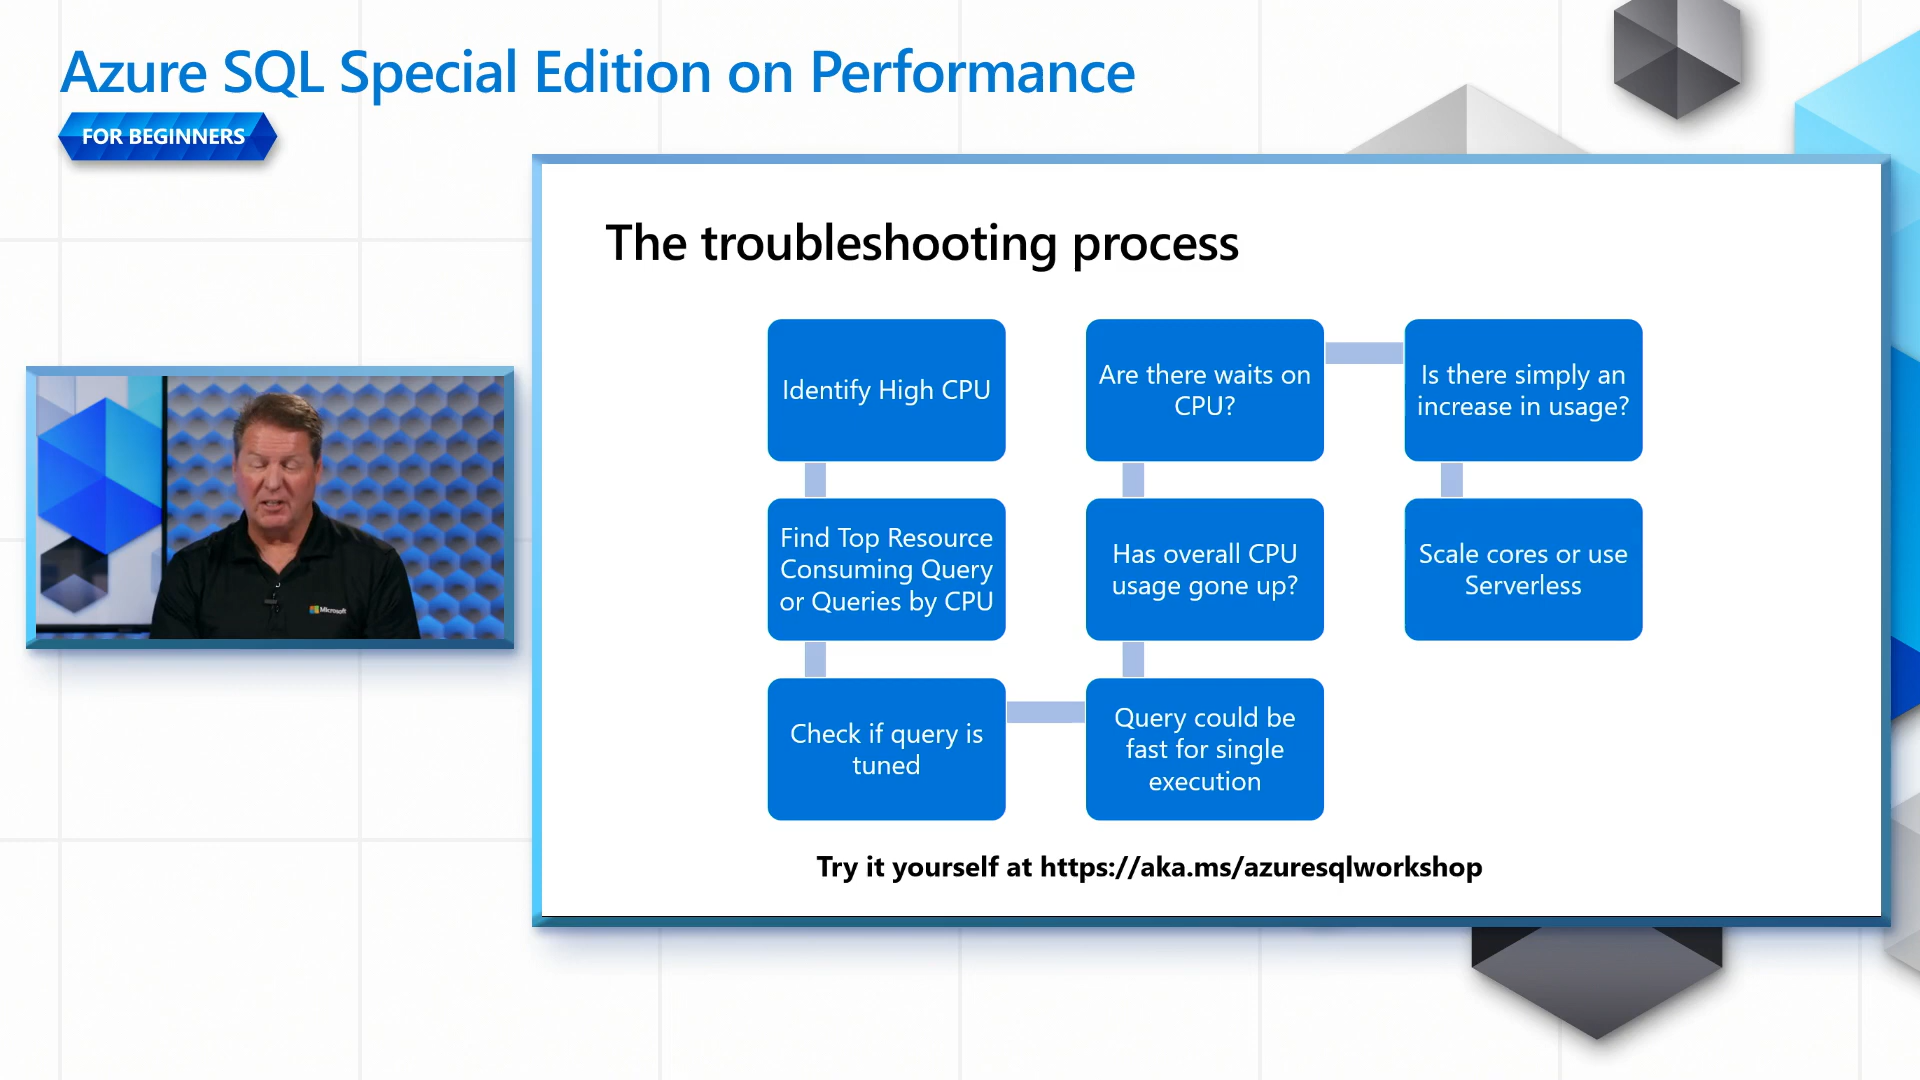 Azure SQL Special Edition on Performance
FOR BEGINNERS
Microsoft
The troubleshooting process
Identify High CPU
Find Top Resource
Consuming Query
or Queries by CPU
Check if query is
tuned
Query could be
fast for single
execution
Has overall CPU
usage gone up?
Are there waits on
CPU?
Is there simply an
increase in usage?
Scale cores or use
Serverless
Try it yourself at https://aka.ms/azuresqlworkshop